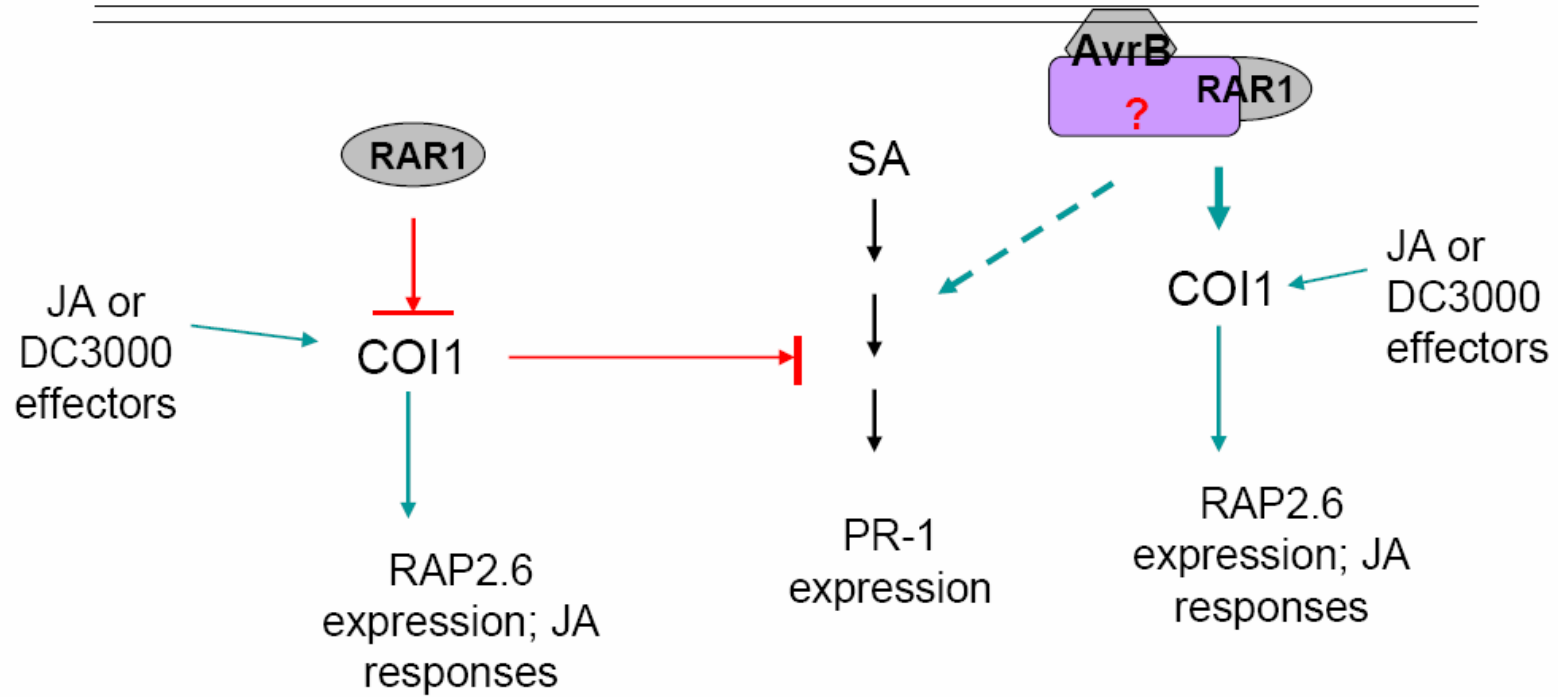 AvrB
RAR1
?
RAR1
SA
JA or
DC3000
effectors
COI1
COI1
JA or
DC3000
effectors
RAP2.6
expression; JA
responses
PR-1
expression
RAP2.6
expression; JA
responses